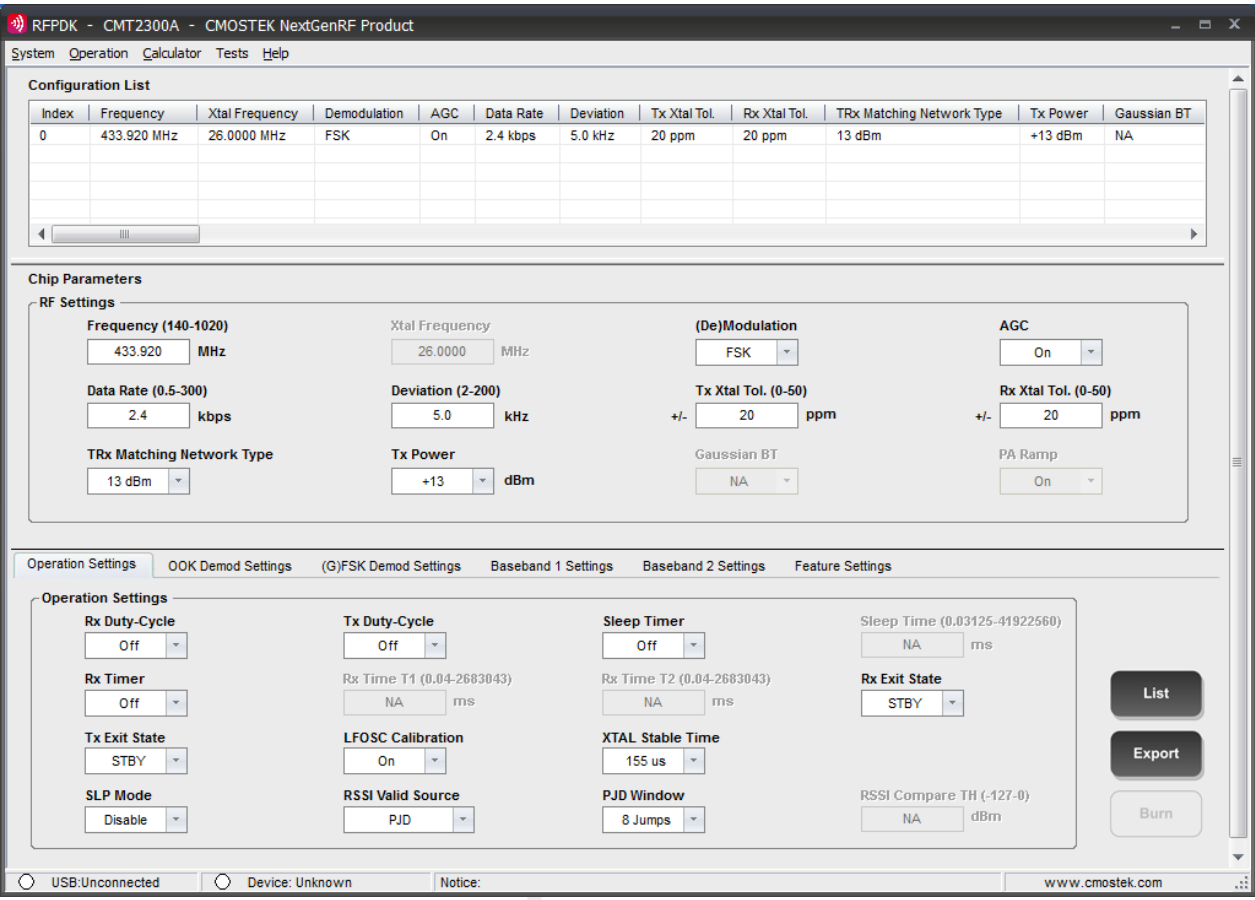 RFPDK - CMT2300A - CMOSTEK NextGenRF Product
System Operation Calculator Tests Help
Configuration List
Index Frequency Xtal Frequency Demodulation AGC Data Rate Deviation Tx Xtal Tol. Rx Xtal Tol. TRx Matching Network Type Tx Power Gaussian BT
0 433.920 MHz 26.0000 MHz FSK On 2.4 kbps 5.0 kHz 20 ppm 20 ppm 13 dBm +13 dBm NA
Chip Parameters
RF Settings
Frequency (140-1020) Xtal Frequency (De)Modulation AGC
433.920 MHz 26.0000 MHz FSK On
Data Rate (0.5-300) Deviation (2-200) Tx Xtal Tol. (0-50) Rx Xtal Tol. (0-50)
2.4 kbps 5.0 kHz +/- 20 ppm +/- 20 ppm
TRx Matching Network Type Tx Power Gaussian BT PA Ramp
13 dBm +13 dBm NA On
Operation Settings OOK Demod Settings (G)FSK Demod Settings Baseband 1 Settings Baseband 2 Settings Feature Settings
Operation Settings
Rx Duty-Cycle Tx Duty-Cycle Sleep Timer Sleep Time (0.03125-41922560)
Off Off Off NA ms
Rx Timer Rx Time T1 (0.04-2683043) Rx Time T2 (0.04-2683043) Rx Exit State
Off NA ms NA ms STBY
List
Tx Exit State LFOSC Calibration XTAL Stable Time
STBY On 155 us
Export
SLP Mode RSSI Valid Source PJD Window RSSI Compare TH (-127-0)
Disable PJD 8 Jumps NA dBm
Burn
USB:Unconnected Device: Unknown Notice: www.cmostek.com